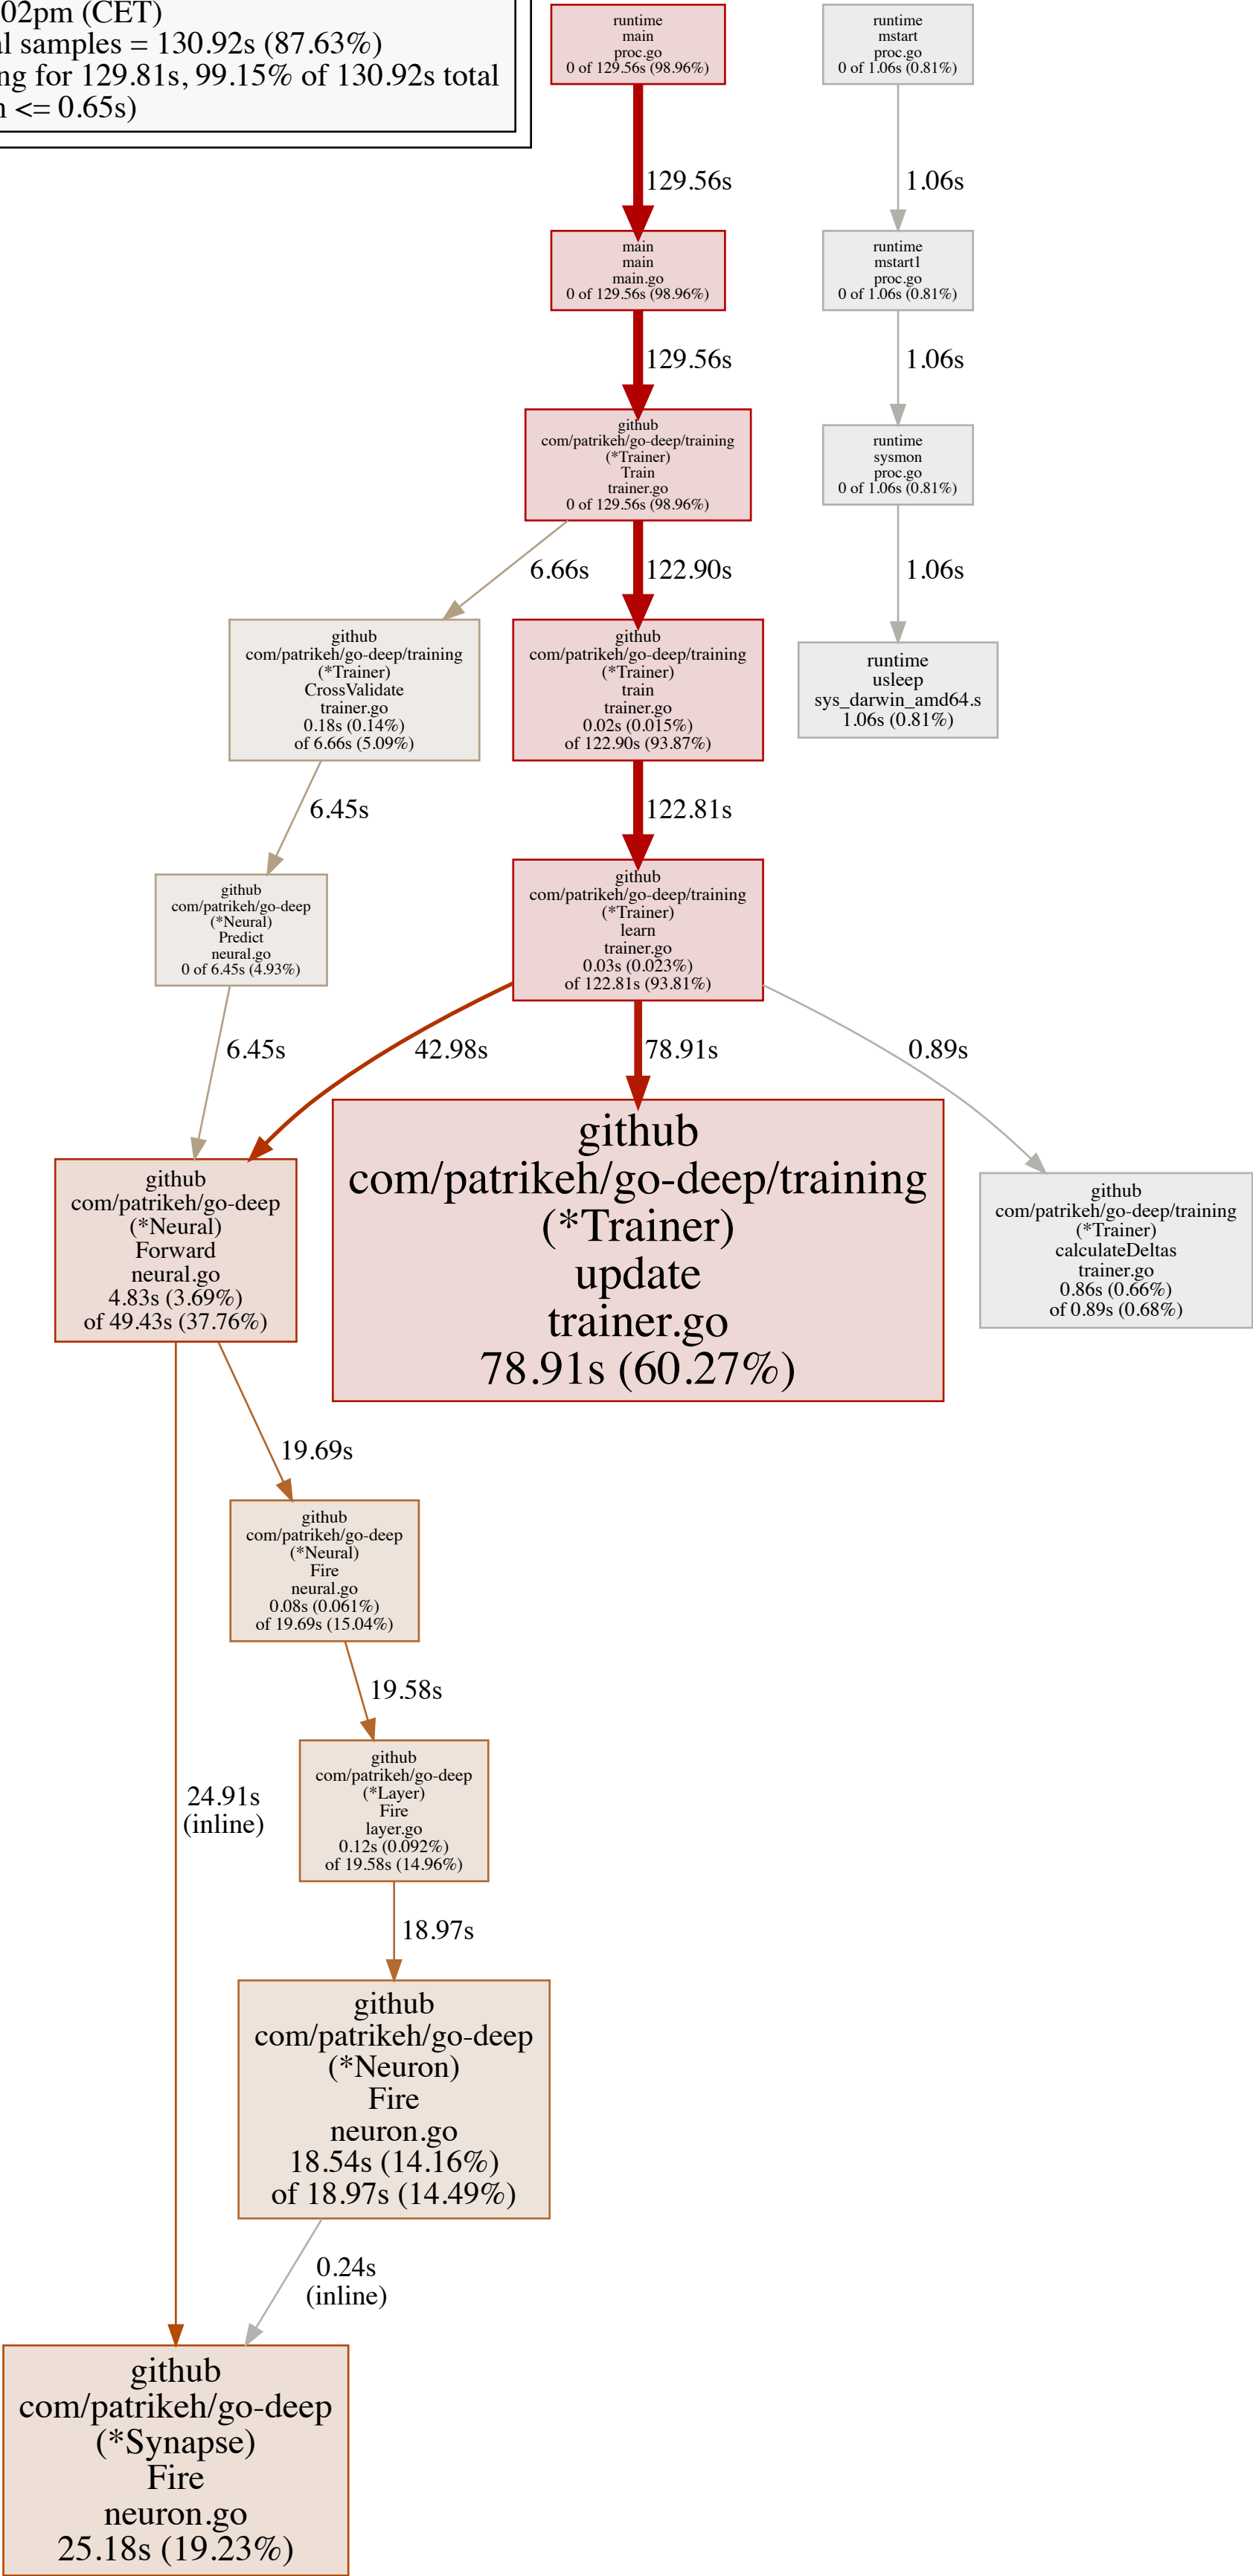 02pm (CET)
samples = 130.92s (87.63%)
for 129.81s, 99.15% of 130.92s total
<= 0.65s)
runtime
main
proc.go
0 of 129.56s (98.96%)
runtime
mstart
proc.go
0 of 1.06s (0.81%)
129.56s
1.06s
main
main
main.go
0 of 129.56s (98.96%)
runtime
mstart1
proc.go
0 of 1.06s (0.81%)
129.56s
1.06s
github
com/patrikeh/go-deep/training
(*Trainer)
Train
trainer.go
0 of 129.56s (98.96%)
runtime
sysmon
proc.go
0 of 1.06s (0.81%)
6.66s
122.90s
1.06s
github
com/patrikeh/go-deep/training
(*Trainer)
CrossValidate
trainer.go
0.18s (0.14%)
of 6.66s (5.09%)
github
com/patrikeh/go-deep/training
(*Trainer)
train
trainer.go
0.02s (0.015%)
of 122.90s (93.87%)
runtime
usleep
sys_darwin_amd64.s
1.06s (0.81%)
6.45s
122.81s
github
com/patrikeh/go-deep
(*Neural)
Predict
neural.go
0 of 6.45s (4.93%)
github
com/patrikeh/go-deep/training
(*Trainer)
learn
trainer.go
0.03s (0.023%)
of 122.81s (93.81%)
6.45s
42.98s
78.91s
0.89s
github
com/patrikeh/go-deep
(*Neural)
Forward
neural.go
4.83s (3.69%)
of 49.43s (37.76%)
github
com/patrikeh/go-deep/training
(*Trainer)
update
trainer.go
78.91s (60.27%)
github
com/patrikeh/go-deep/training
(*Trainer)
calculateDeltas
trainer.go
0.86s (0.66%)
of 0.89s (0.68%)
19.69s
github
com/patrikeh/go-deep
(*Neural)
Fire
neural.go
0.08s (0.061%)
of 19.69s (15.04%)
19.58s
github
com/patrikeh/go-deep
(*Layer)
Fire
layer.go
0.12s (0.092%)
of 19.58s (14.96%)
24.91s
(inline)
18.97s
github
com/patrikeh/go-deep
(*Neuron)
Fire
neuron.go
18.54s (14.16%)
of 18.97s (14.49%)
0.24s
(inline)
github
com/patrikeh/go-deep
(*Synapse)
Fire
neuron.go
25.18s (19.23%)